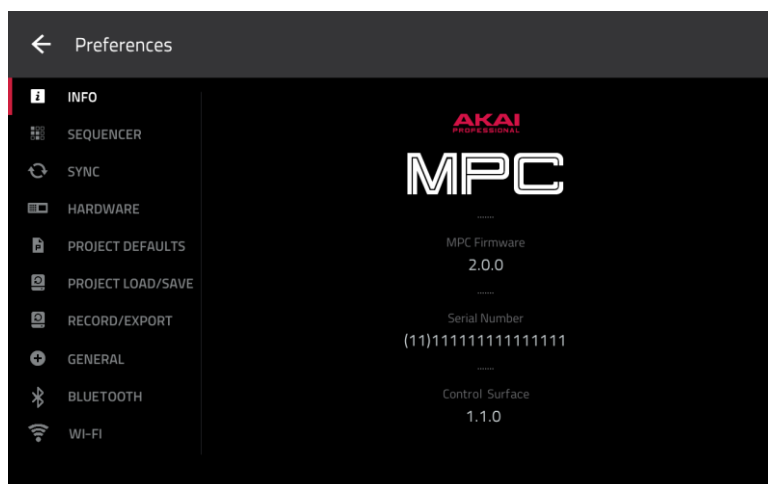 Preferences
INFO
SEQUENCER
SYNC
HARDWARE
PROJECT DEFAULTS
PROJECT LOAD/SAVE
RECORD/EXPORT
GENERAL
BLUETOOTH
WI-FI
AKAI
PROFESSIONAL
MPC
MPC Firmware
2.0.0
Serial Number
(11)111111111111111
Control Surface
1.1.0